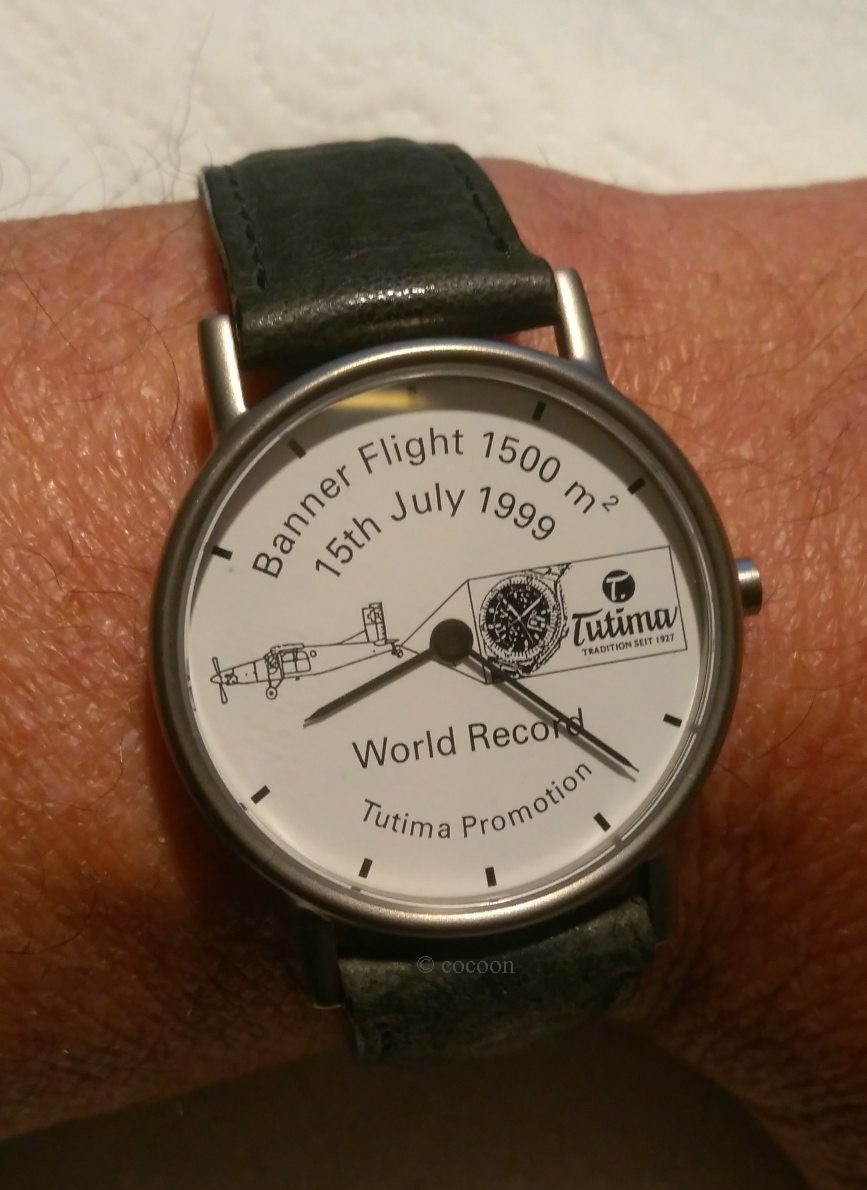 Banner Flight 1500 m²
15th July 1999
T.
Tutima
TRADITION SEIT 1927
World Record
Tutima Promotion
© cocoon